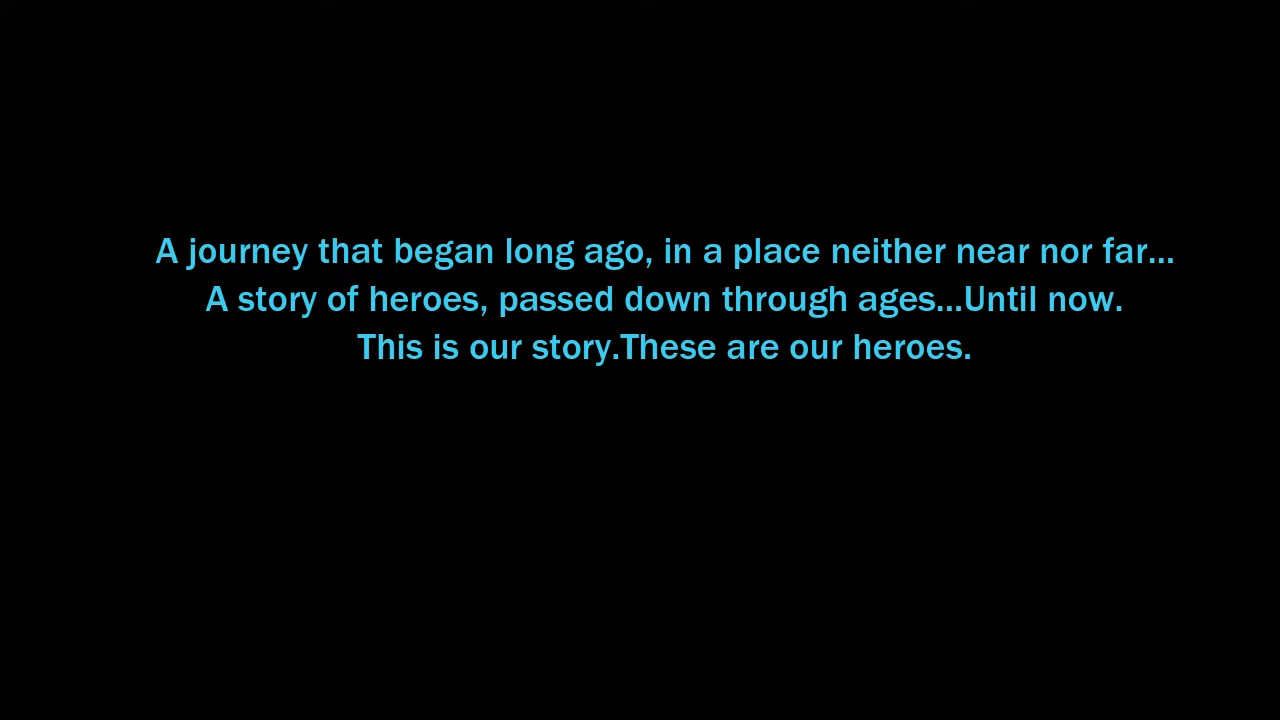 A journey that began long ago, in a place neither near nor far...
A story of heroes, passed down through ages...Until now.
This is our story.These are our heroes.